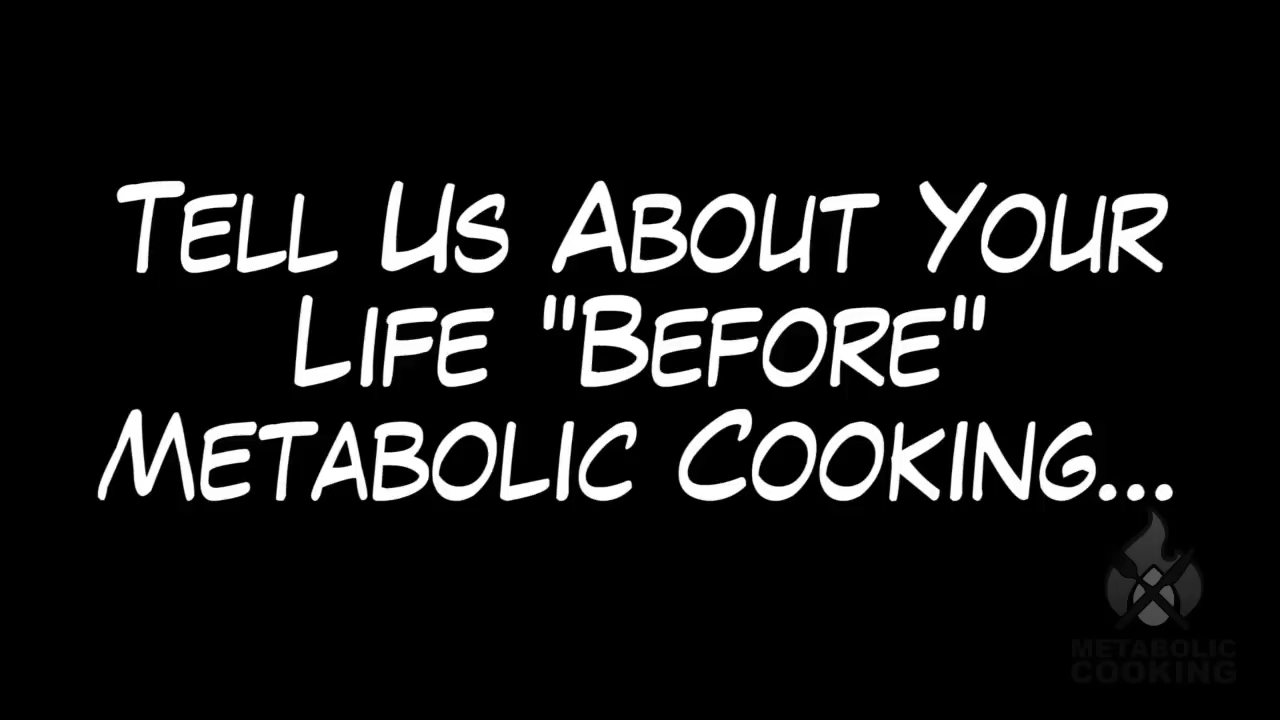 Tell Us About Your
Life "Before"
Metabolic Cooking...
METABOLIC
COOKING